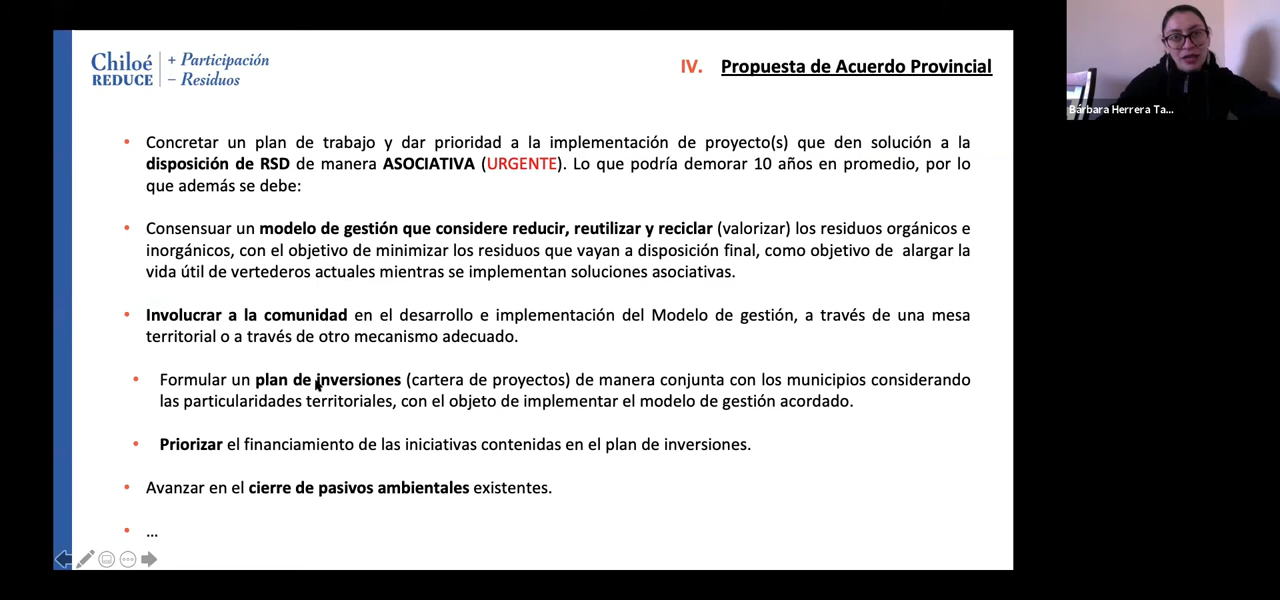 Chiloé
REDUCE
+ Participación
– Residuos
IV. Propuesta de Acuerdo Provincial
Bárbara Herrera Ta...
• Concretar un plan de trabajo y dar prioridad a la implementación de proyecto(s) que den solución a la
disposición de RSD de manera ASOCIATIVA (URGENTE). Lo que podría demorar 10 años en promedio, por lo
que además se debe:
• Consensuar un modelo de gestión que considere reducir, reutilizar y reciclar (valorizar) los residuos orgánicos e
inorgánicos, con el objetivo de minimizar los residuos que vayan a disposición final, como objetivo de alargar la
vida útil de vertederos actuales mientras se implementan soluciones asociativas.
• Involucrar a la comunidad en el desarrollo e implementación del Modelo de gestión, a través de una mesa
territorial o a través de otro mecanismo adecuado.
• Formular un plan de inversiones (cartera de proyectos) de manera conjunta con los municipios considerando
las particularidades territoriales, con el objeto de implementar el modelo de gestión acordado.
• Priorizar el financiamiento de las iniciativas contenidas en el plan de inversiones.
• Avanzar en el cierre de pasivos ambientales existentes.
• ...